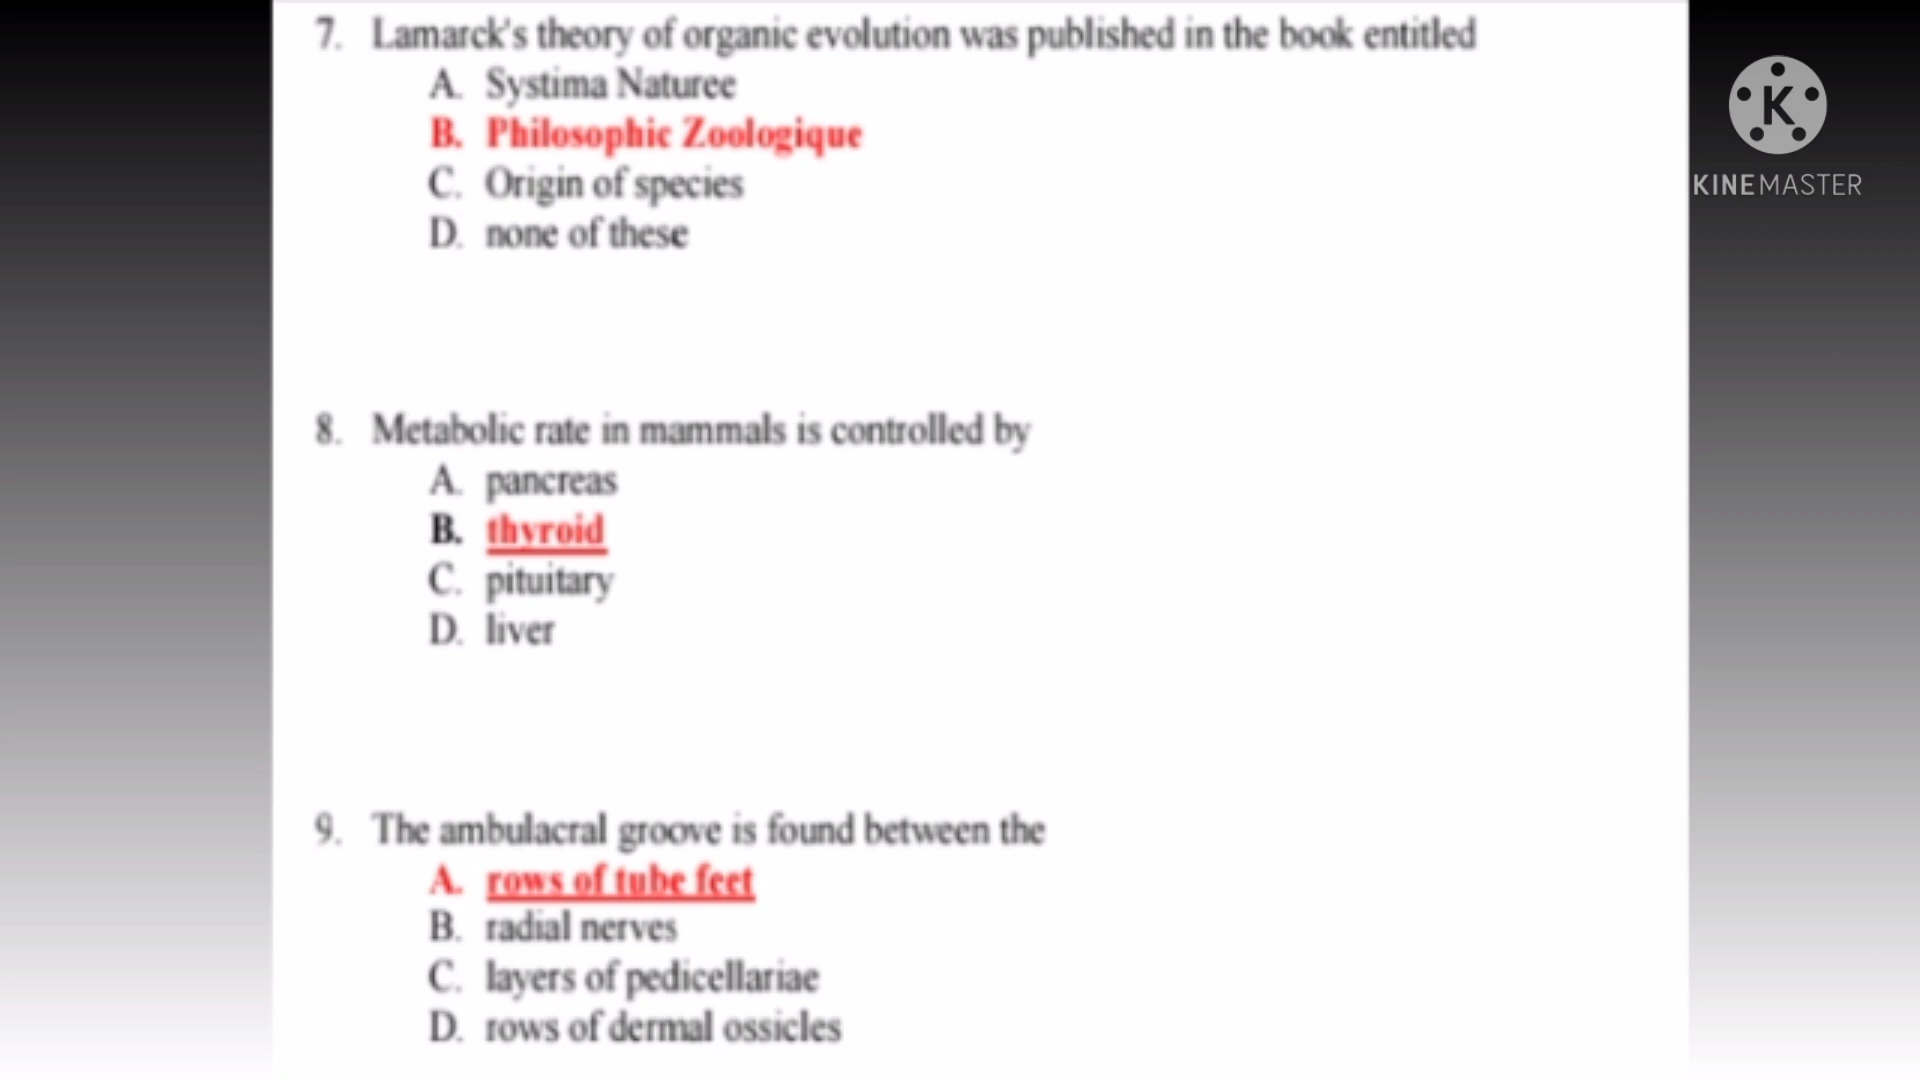 7. Lamarck's theory of organic evolution was published in the book entitled
A. Systima Naturee
B. Philosophic Zoologique
C. Origin of species
D. none of these
K
KINEMASTER
8. Metabolic rate in mammals is controlled by
A. pancreas
B. thyroid
C. pituitary
D. liver
9. The ambulacral groove is found between the
A. rows of tube feet
B. radial nerves
C. layers of pedicellariae
D. rows of dermal ossicles